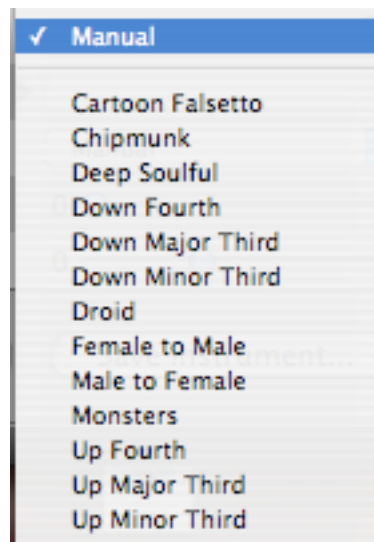 ✓ Manual
Cartoon Falsetto
Chipmunk
Deep Soulful
Down Fourth
Down Major Third
Down Minor Third
Droid
Female to Male
Male to Female
Monsters
Up Fourth
Up Major Third
Up Minor Third